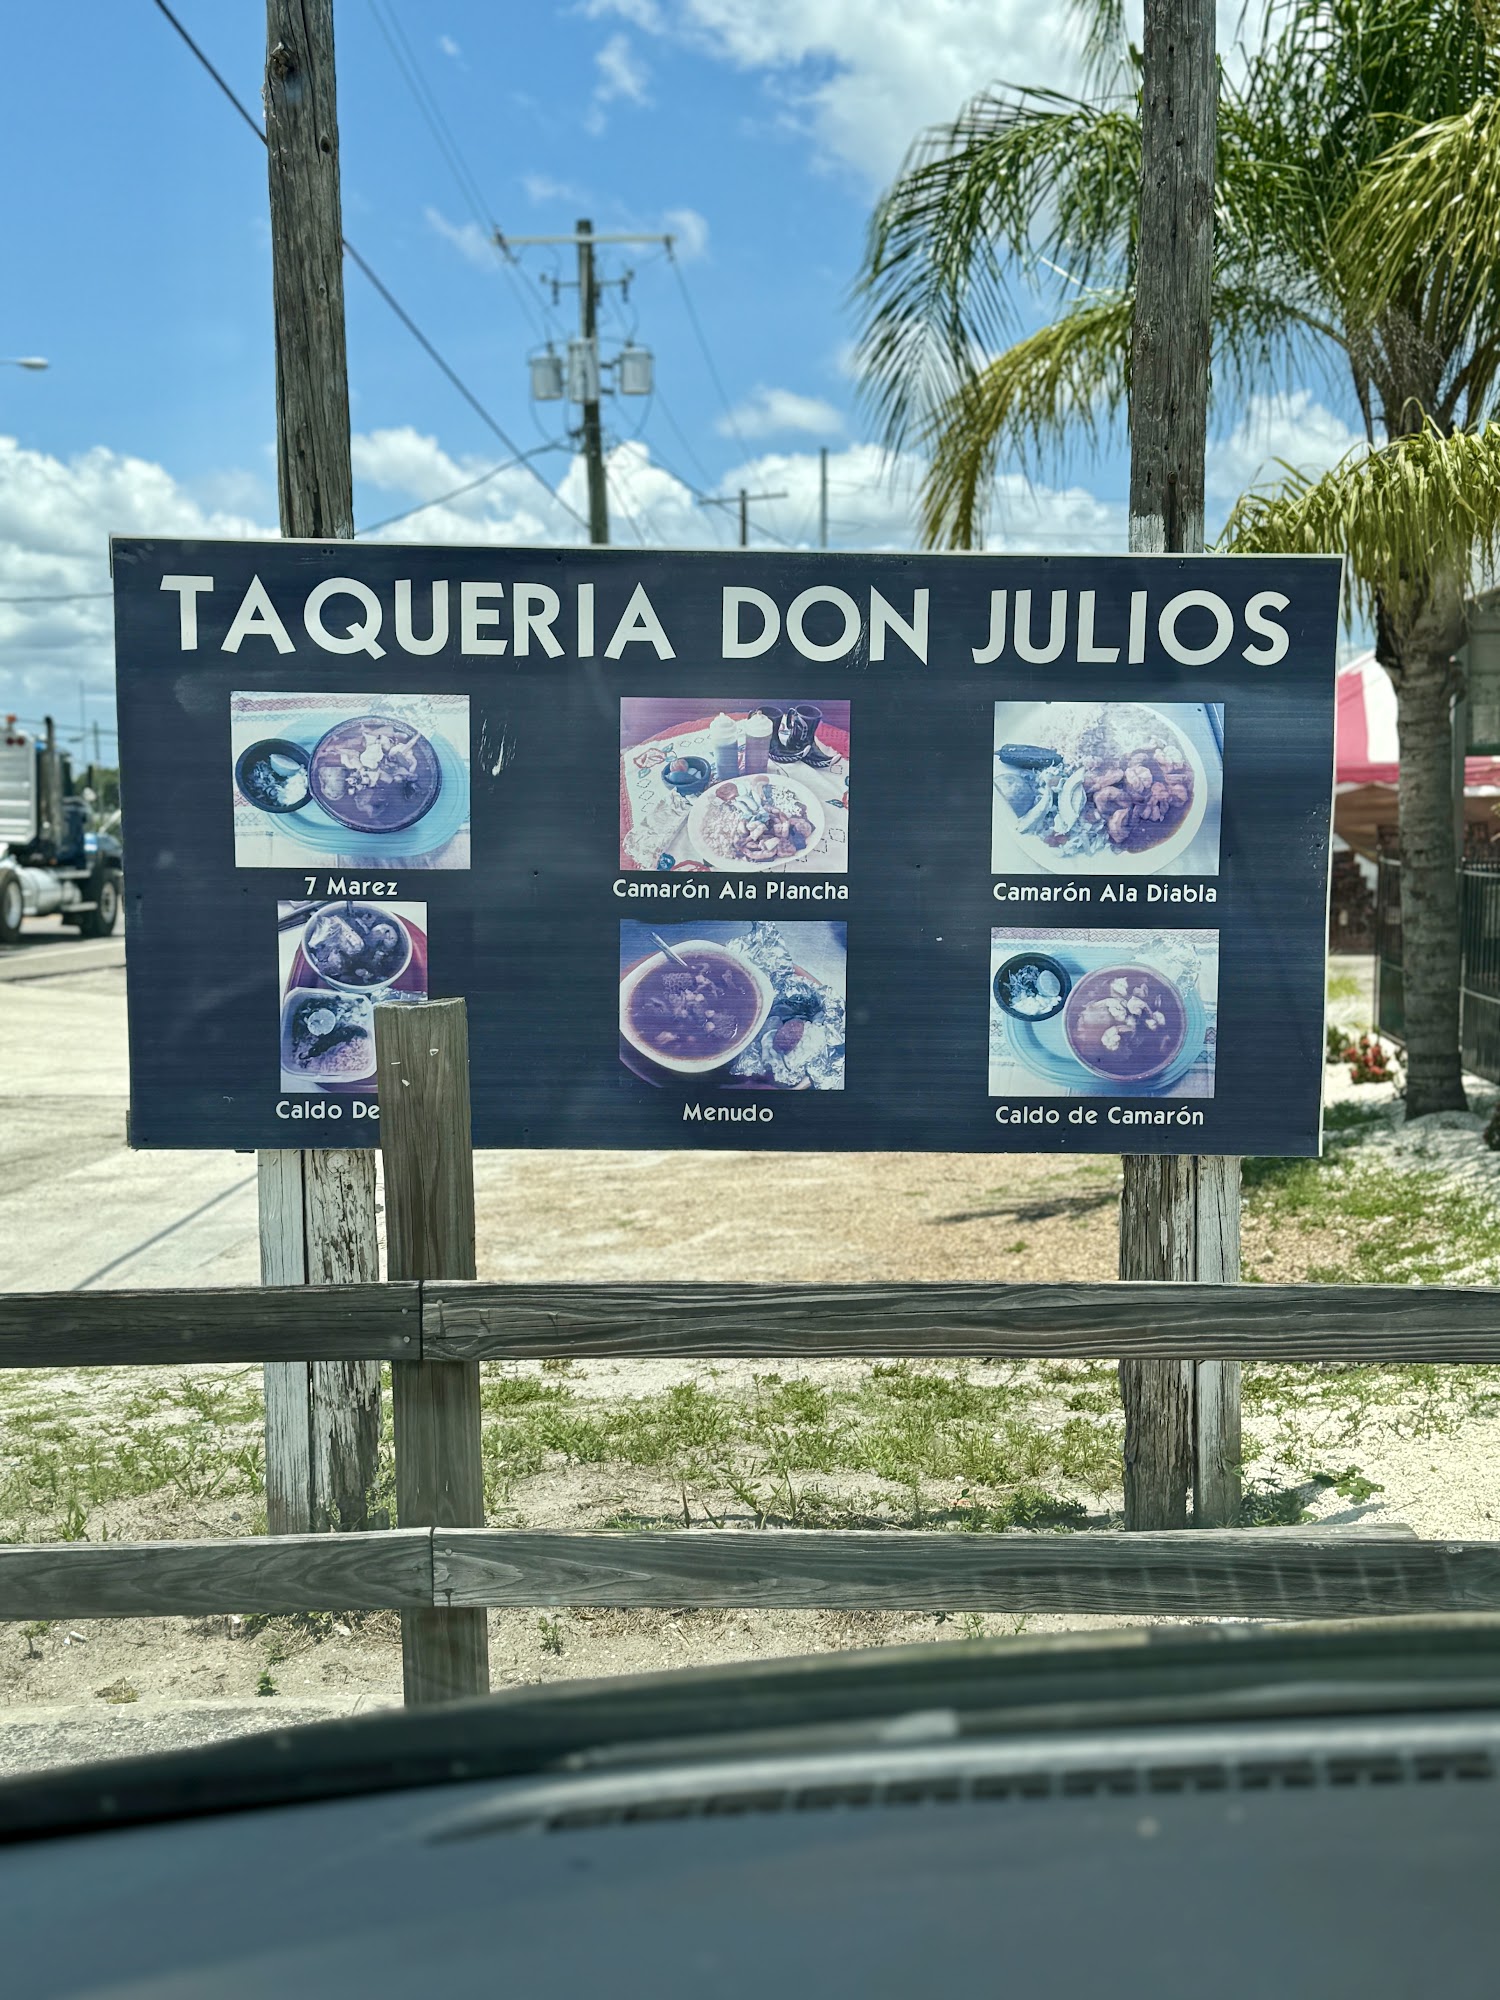 TAQUERIA DON JULIOS
7 Marez
Camarón Ala Plancha
Camarón Ala Diabla
Caldo De
Menudo
Caldo de Camarón